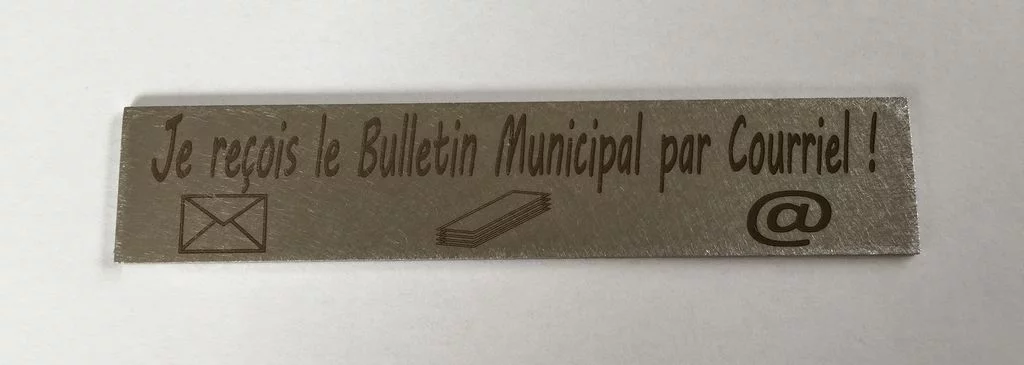 Je reçois le Bulletin Municipal par Courriel !
@